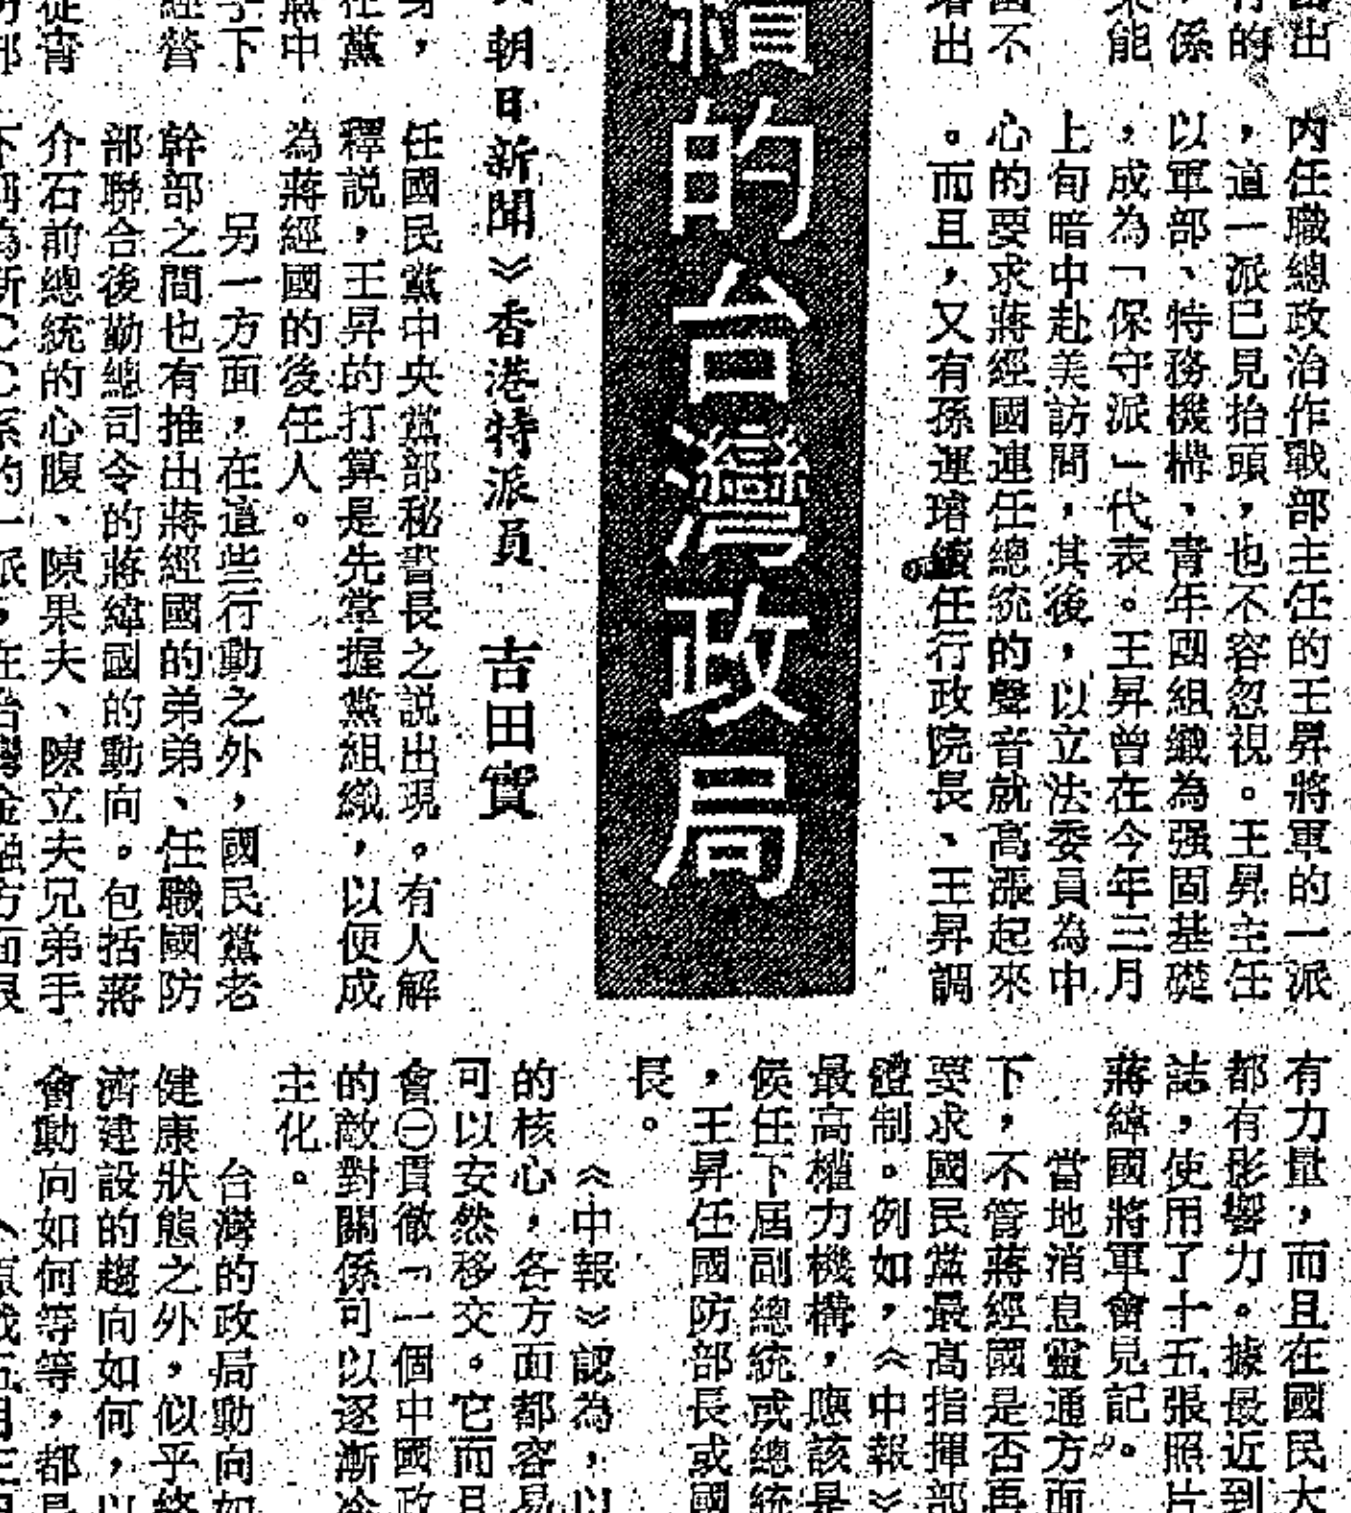 出
的
係
能
不
出
內任職總政治作戰部主任的王昇將軍的一派
，這一派已見抬頭，也不容忽視。王昇主任
以軍部、特務機構、青年團組織為强固基礎
，成為「保守派」代表。王昇曾在今年三月
上旬暗中赴美訪問，其後，以立法委員為中
心的要求蔣經國連任總統的聲音就高漲起來
。而且，又有孫運璿續任行政院長、王昇調
的台灣政局
朝日新聞》香港特派員 吉田實
，
黨
中
下
經營
任國民黨中央黨部秘書長之説出現。有人解
釋説，王昇的打算是先掌握黨組織，以便成
為蔣經國的後任人。
另一方面，在這些行動之外，國民黨老
幹部之間也有推出蔣經國的弟弟、任職國防
部聯合後勤總司令的蔣緯國的動向。包括蔣
介石前總統的心腹、陳果夫、陳立夫兄弟手
有力量，而且在國民大
都有影響力。據最近到
誌，使用了十五張照片
蔣緯國將軍會見記。
當地消息靈通方面
下，不管蔣經國是否再
要求國民黨最高指揮部
體制。例如，《中報》
最高權力機構，應該是
候任下屆副總統或總統
，王昇任國防部長或國
長。
《中報》認為，以
的核心，各方面都容易
可以安然移交。它而且
會㊀貫徹「一個中國政
的敵對關係可以逐漸冷
主化。
台灣的政局動向如
健康狀態之外，似乎終
濟建設的趨向如何，以
會動向如何等等，都是